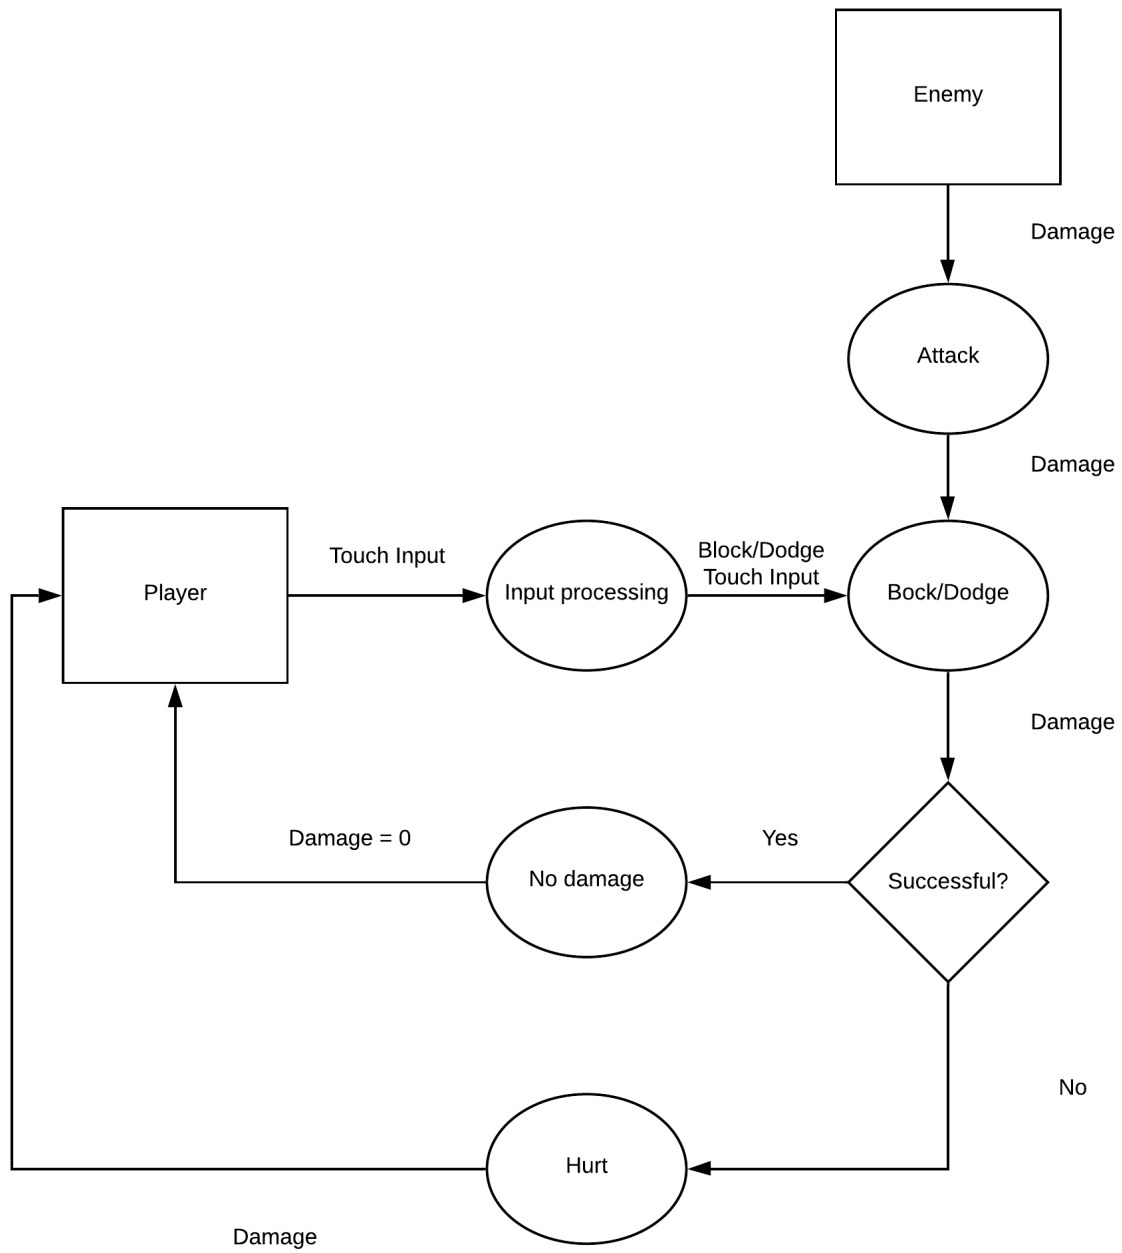 Enemy
Damage
Attack
Damage
Player
Touch Input
Input processing
Block/Dodge
Touch Input
Bock/Dodge
Damage
Damage = 0
No damage
Yes
Successful?
No
Hurt
Damage